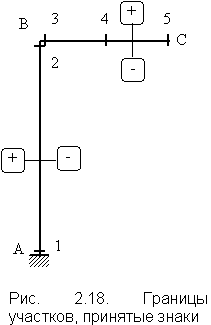 +
B 3 4 5
C
2
-
+ -
A 1
Рис. 2.18. Границы
участков, принятые знаки